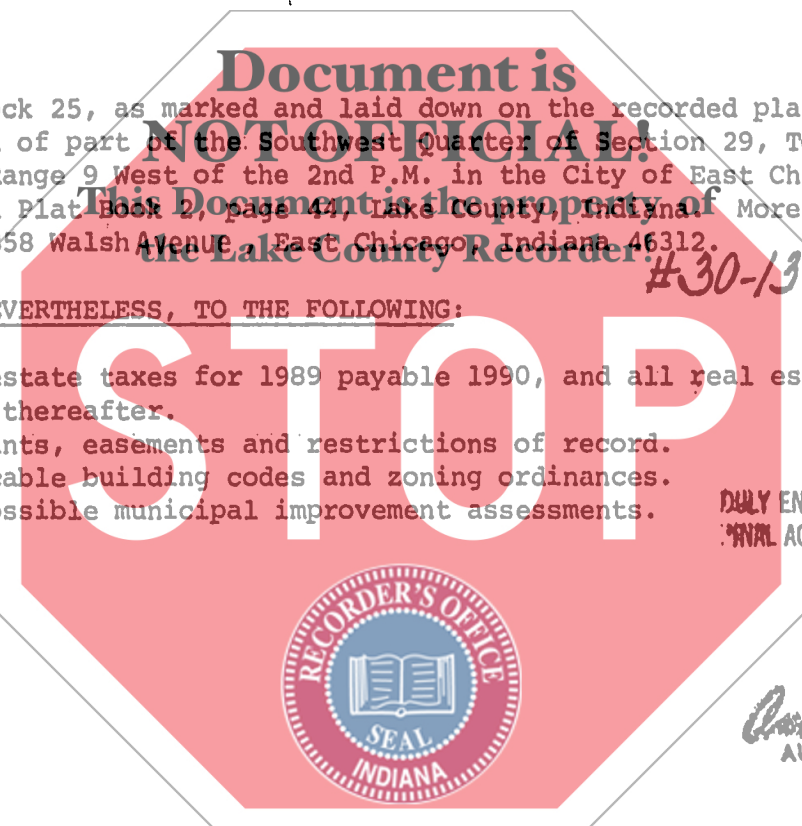 Document is
ck 25, as marked and laid down on the recorded pla
NOT OFFICIAL!
of part of the Southwest Quarter of Section 29, T
ange 9 West of the 2nd P.M. in the City of East Ch
This Document is the property of
Plat Book 2, page 44, Lake County, Indiana. More
58 Walsh Avenue, East Chicago, Indiana 46312.
the Lake County Recorder!
#30-13
VERTHELESS, TO THE FOLLOWING:
estate taxes for 1989 payable 1990, and all real es
thereafter.
nts, easements and restrictions of record.
cable building codes and zoning ordinances.
ossible municipal improvement assessments.
STOP
DULY EN
RECORDER'S OFFICE
SEAL
INDIANA